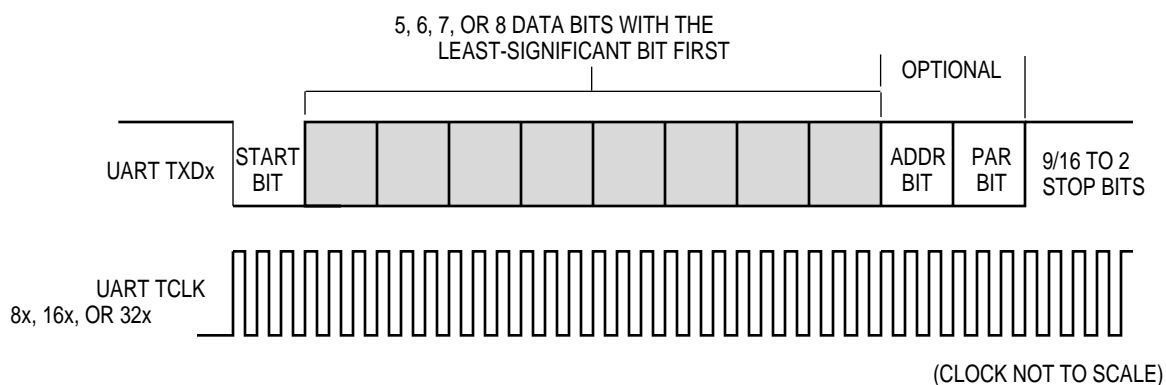 5, 6, 7, OR 8 DATA BITS WITH THE
LEAST-SIGNIFICANT BIT FIRST
OPTIONAL
UART TXDx
START
BIT
ADDR
BIT
PAR
BIT
9/16 TO 2
STOP BITS
UART TCLK
8x, 16x, OR 32x
(CLOCK NOT TO SCALE)